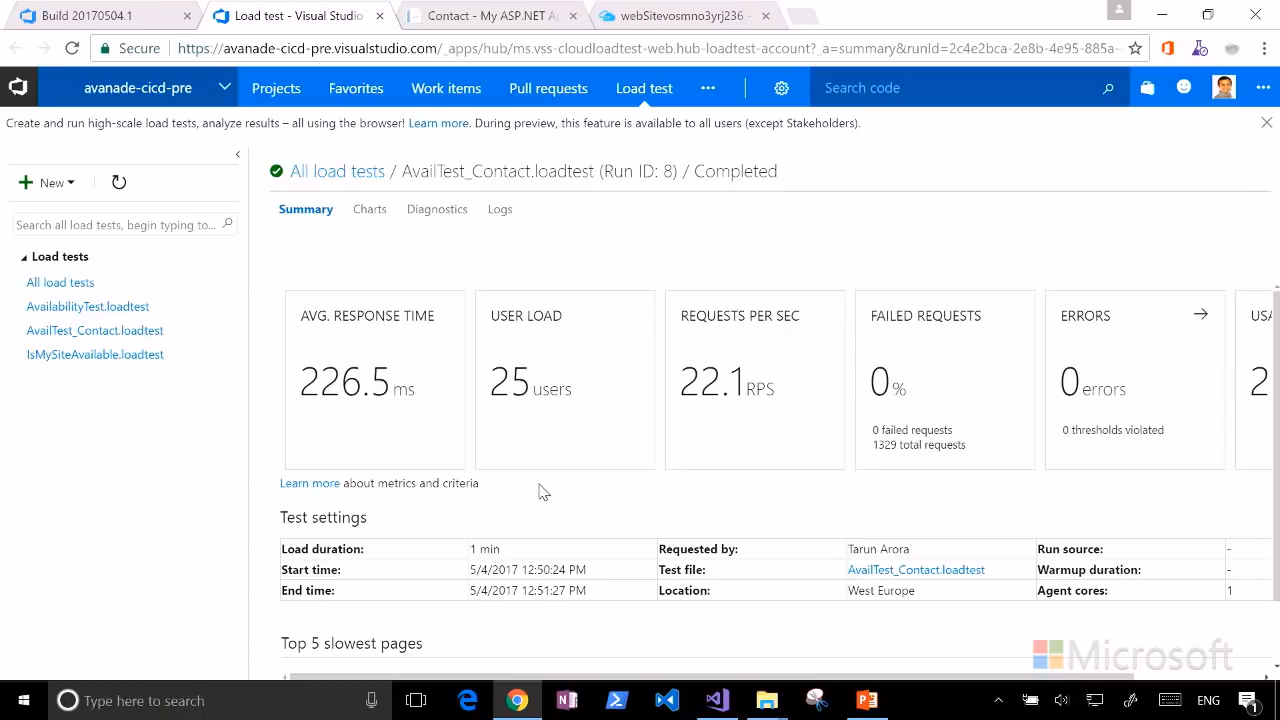 Build 20170504.1
Load test - Visual Studio
Contact - My ASP.NET A
webSitevosmno3yrj236 -
Secure
https://avanade-cicd-pre.visualstudio.com/_apps/hub/ms.vss-cloudloadtest-web.hub-loadtest-account?_a=summary&runId=2c4e2bca-2e8b-4e95-885a-
avanade-cicd-pre
Projects
Favorites
Work items
Pull requests
Load test
Search code
Create and run high-scale load tests, analyze results – all using the browser! Learn more. During preview, this feature is available to all users (except Stakeholders).
New
Search all load tests, begin typing to...
Load tests
All load tests
AvailabilityTest.loadtest
AvailTest_Contact.loadtest
IsMySiteAvailable.loadtest
All load tests / AvailTest_Contact.loadtest (Run ID: 8) / Completed
Summary
Charts
Diagnostics
Logs
AVG. RESPONSE TIME
226.5 ms
USER LOAD
25 users
REQUESTS PER SEC
22.1 RPS
FAILED REQUESTS
0 %
0 failed requests
1329 total requests
ERRORS
0 errors
0 thresholds violated
USA
2
Learn more about metrics and criteria
Test settings
Load duration: 1 min Requested by: Tarun Arora Run source: -
Start time: 5/4/2017 12:50:24 PM Test file: AvailTest_Contact.loadtest Warmup duration: -
End time: 5/4/2017 12:51:27 PM Location: West Europe Agent cores: 1
Top 5 slowest pages
Microsoft
Type here to search
ENG
1